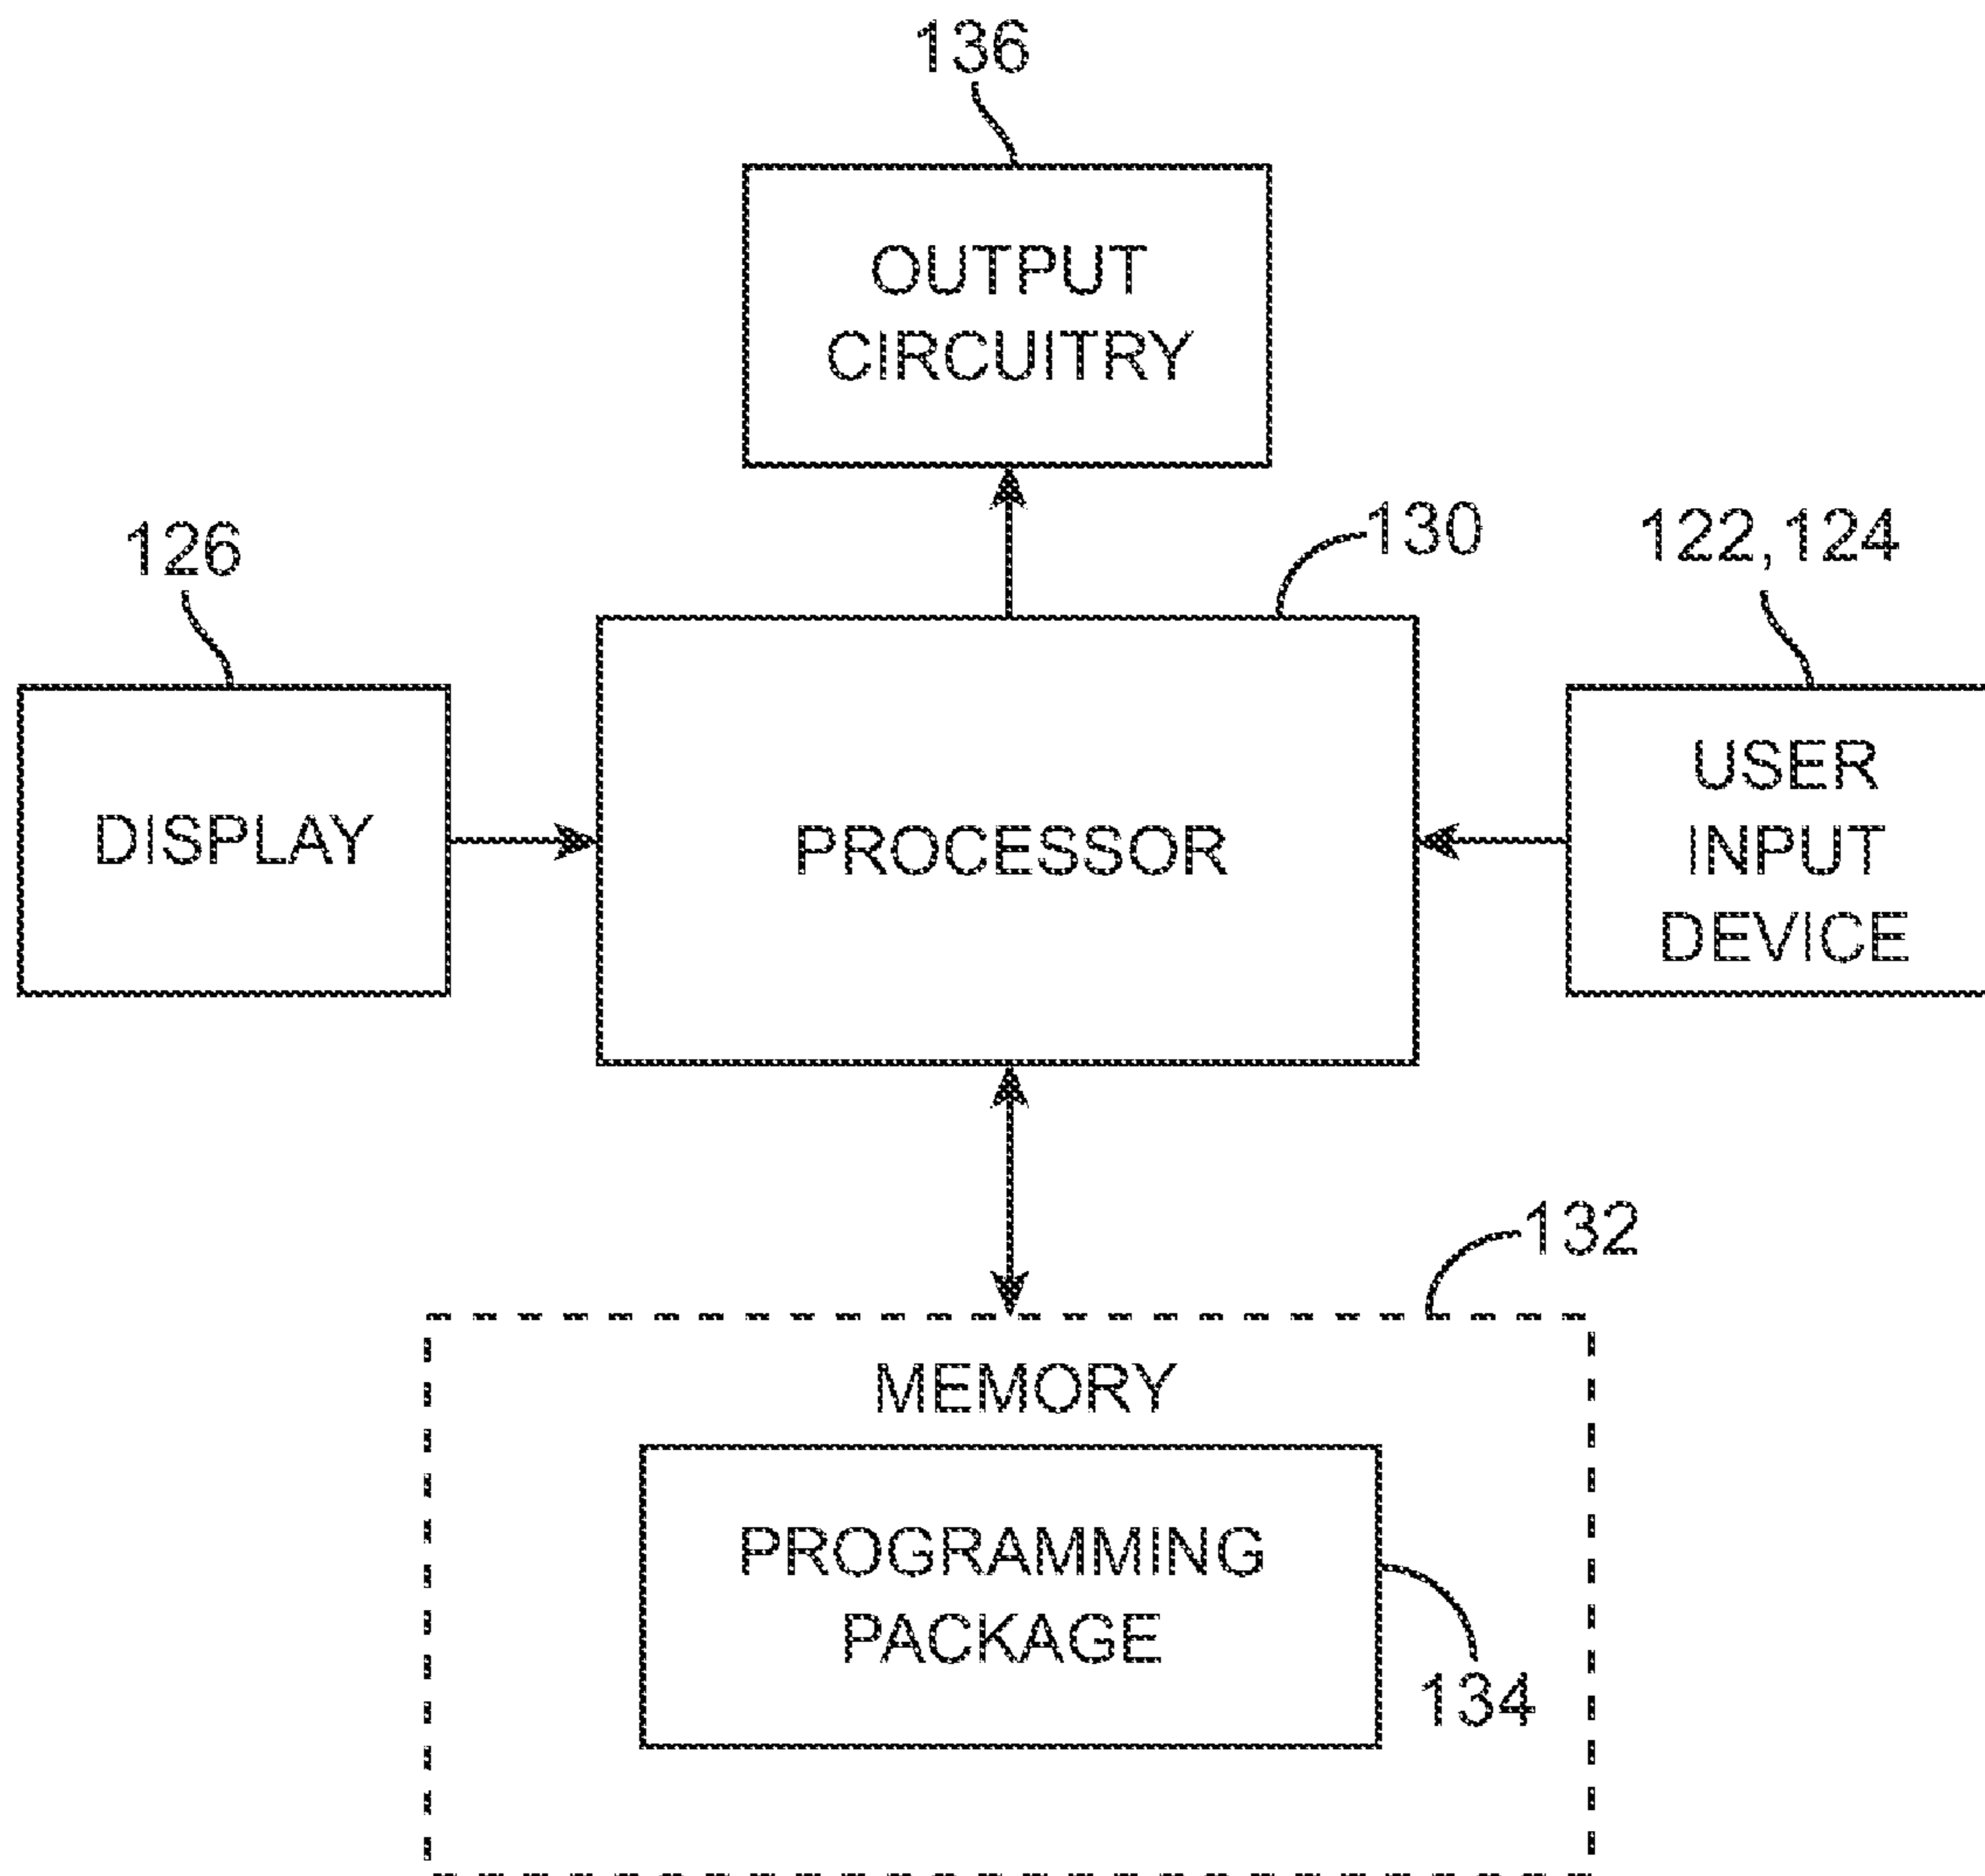 136
OUTPUT
CIRCUITRY
130
122, 124
126
DISPLAY
PROCESSOR
USER
INPUT
DEVICE
132
MEMORY
PROGRAMMING
PACKAGE
134